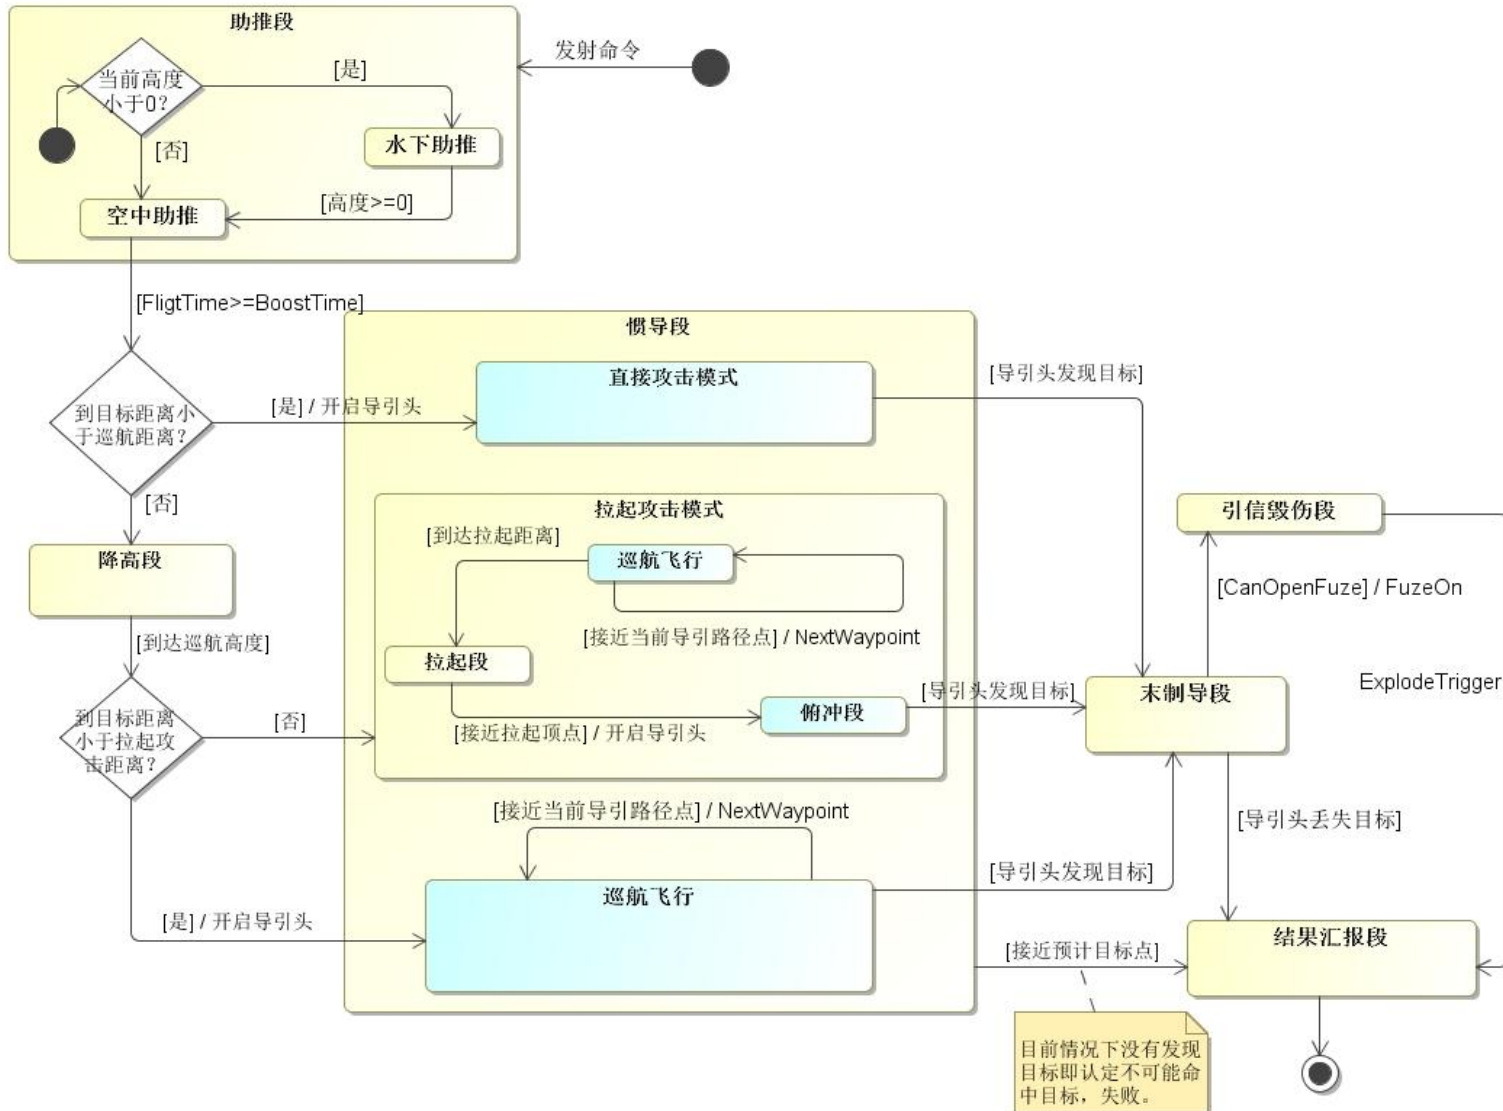 助推段
发射命令
当前高度
小于0?
[是]
[否]
水下助推
[高度>=0]
空中助推
[FligtTime>=BoostTime]
惯导段
直接攻击模式
[导引头发现目标]
到目标距离小
于巡航距离?
[是] / 开启导引头
[否]
拉起攻击模式
[到达拉起距离]
巡航飞行
[接近当前导引路径点] / NextWaypoint
拉起段
[接近拉起顶点] / 开启导引头
俯冲段
[导引头发现目标]
引信毁伤段
[CanOpenFuze] / FuzeOn
降高段
[到达巡航高度]
到目标距离
小于拉起攻
击距离?
[否]
末制导段
ExplodeTrigger
[接近当前导引路径点] / NextWaypoint
巡航飞行
[是] / 开启导引头
[导引头发现目标]
[导引头丢失目标]
结果汇报段
[接近预计目标点]
目前情况下没有发现
目标即认定不可能命
中目标，失败。